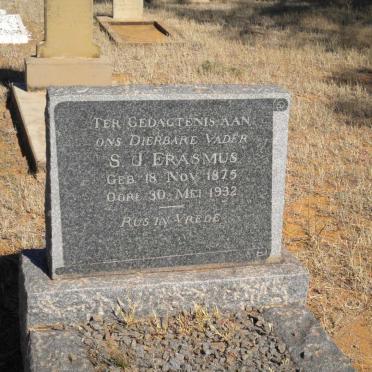 TER GEDAGTENIS AAN
ONS DIERBARE VADER
S. J. ERASMUS
GEB. 18 NOV. 1875
OORL. 30 MEI 1932
RUS IN VREDE